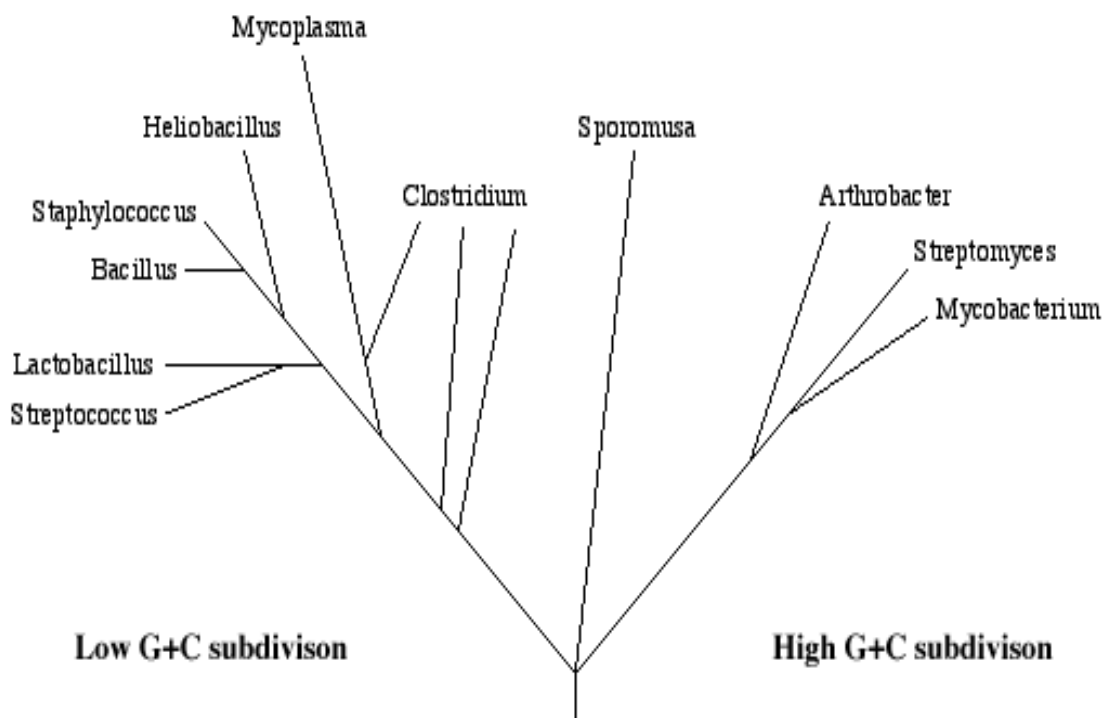 Mycoplasma
Heliobacillus
Sporomusa
Clostridium
Arthrobacter
Staphylococcus
Streptomyces
Bacillus
Mycobacterium
Lactobacillus
Streptococcus
Low G+C subdivison
High G+C subdivison